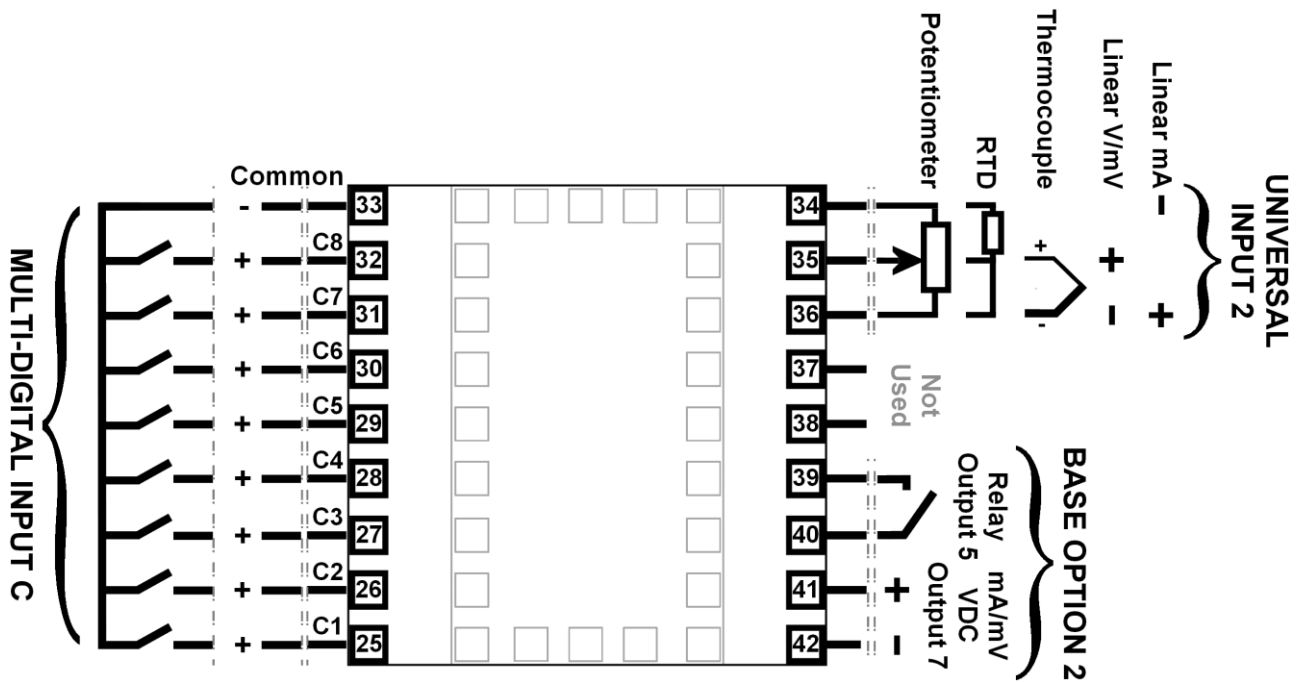 UNIVERSAL
INPUT 2
Linear mA
Linear V/mV
Thermocouple
RTD
Potentiometer
−
+
+
−
+
-
Common
-
33
34
C8
+
32
35
C7
+
31
36
C6
+
30
37
C5
+
29
38
Not
Used
C4
+
28
39
C3
+
27
40
C2
+
26
41
+
C1
+
25
42
-
MULTI-DIGITAL INPUT C
BASE OPTION 2
Relay mA/mV
Output 5 VDC
Output 7